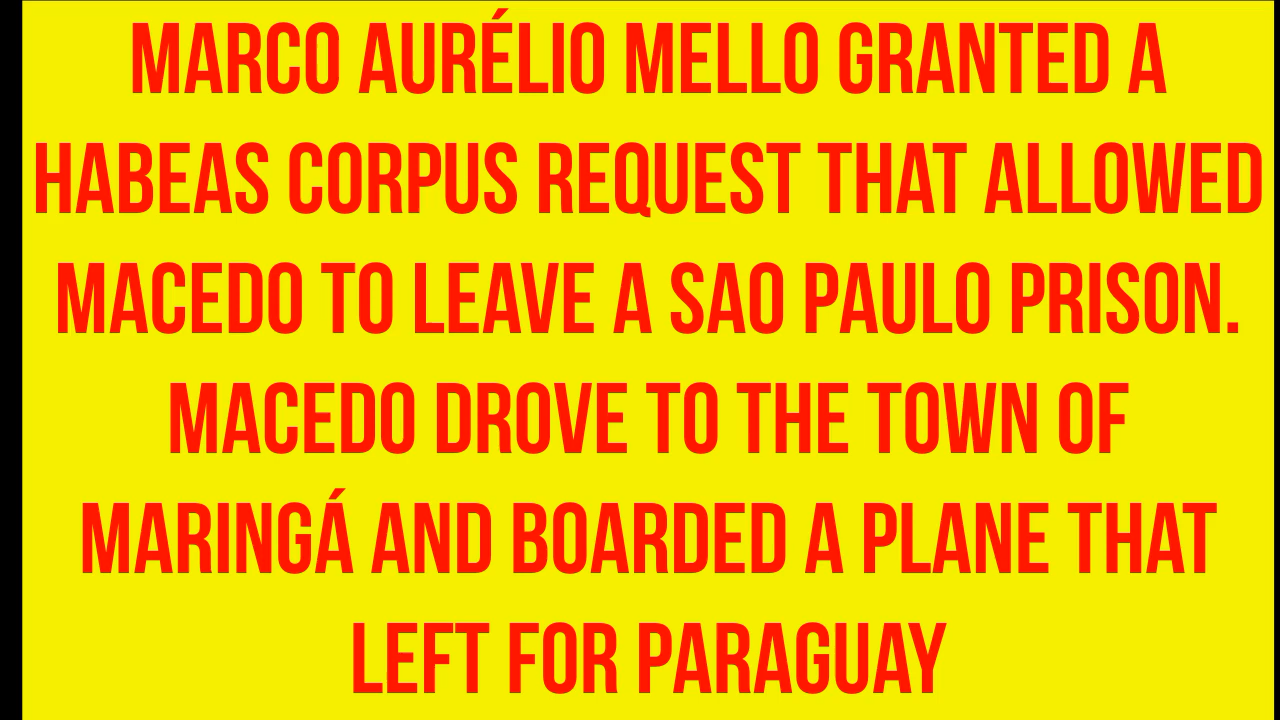 MARCO AURÉLIO MELLO GRANTED A
HABEAS CORPUS REQUEST THAT ALLOWED
MACEDO TO LEAVE A SAO PAULO PRISON.
MACEDO DROVE TO THE TOWN OF
MARINGÁ AND BOARDED A PLANE THAT
LEFT FOR PARAGUAY